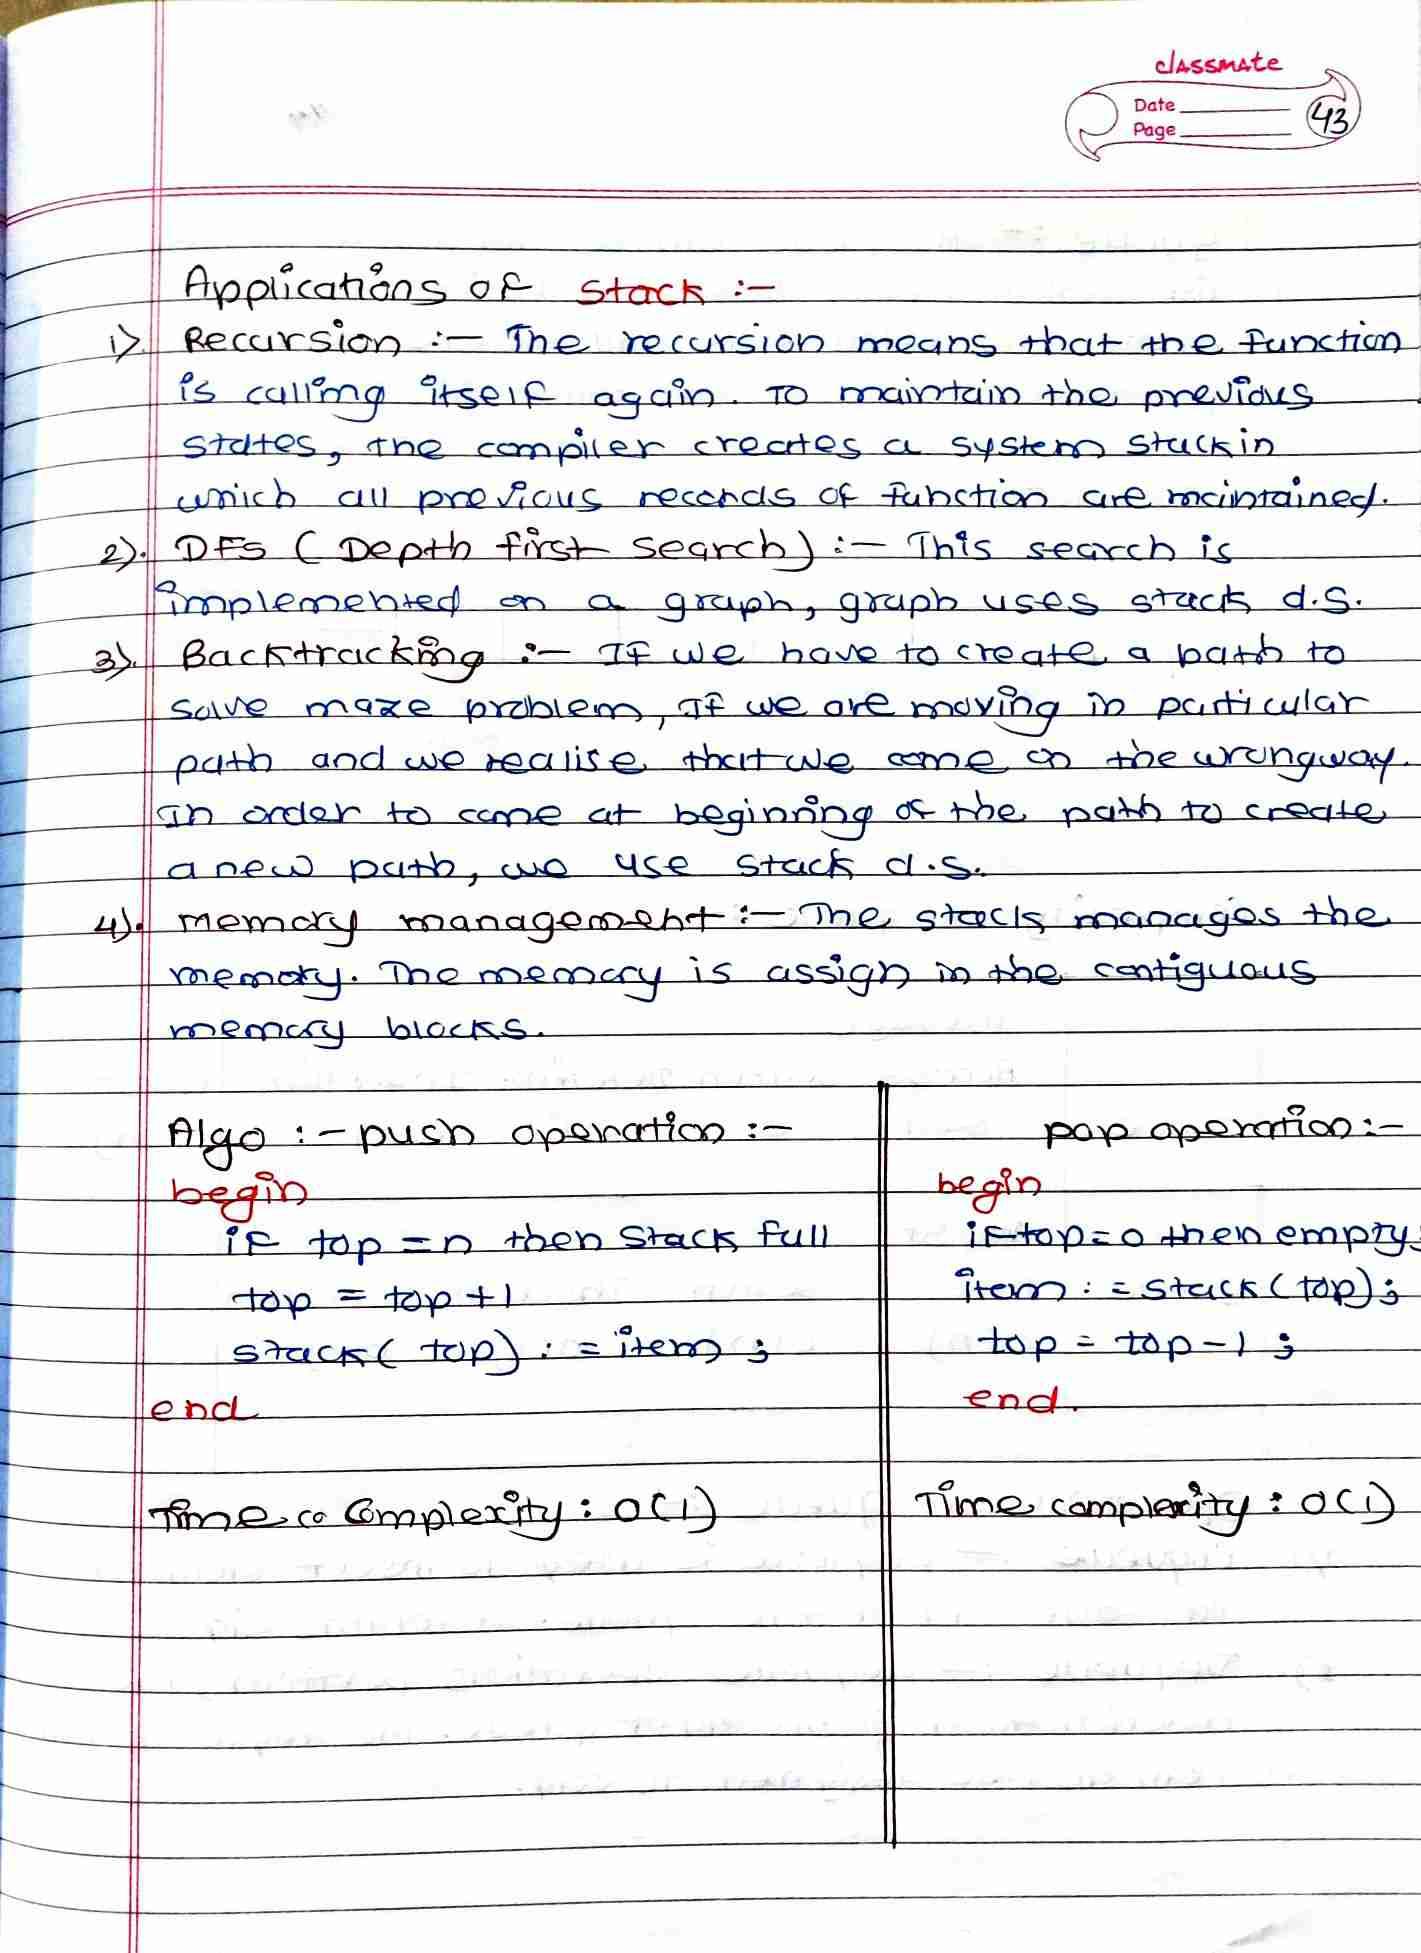 classmate
Date
Page
43
Applications of stack :-
1) Recursion :- The recursion means that the function
is calling itself again. To maintain the previous
states, the compiler creates a system stack in
which all previous records of function are maintained.
2). DFS (Depth first search) :- This search is
implemented on a graph, graph uses stack d.s.
3). Backtracking :- If we have to create a path to
solve maze problem, If we are moving in particular
path and we realise that we come on the wrong way.
In order to come at beginning of the path to create
a new path, we use stack d.s.
4). memory management :- The stack manages the
memory. The memory is assign in the contiguous
memory blocks.
Algo :- push operation :-
begin
if top = n then stack full
top = top + 1
stack( top) := item ;
end
Time co Complexity : O(1)
pop operation :-
begin
if top = 0 then empty;
item := stack (top);
top = top - 1 ;
end.
Time complexity : O(1)